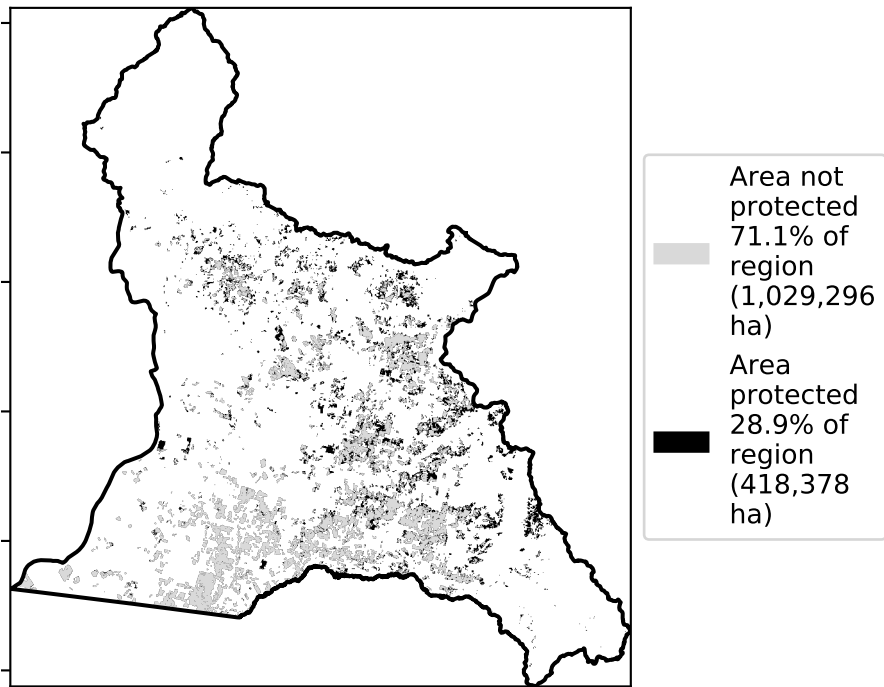 Area not
protected
71.1% of
region
(1,029,296
ha)
Area
protected
28.9% of
region
(418,378
ha)